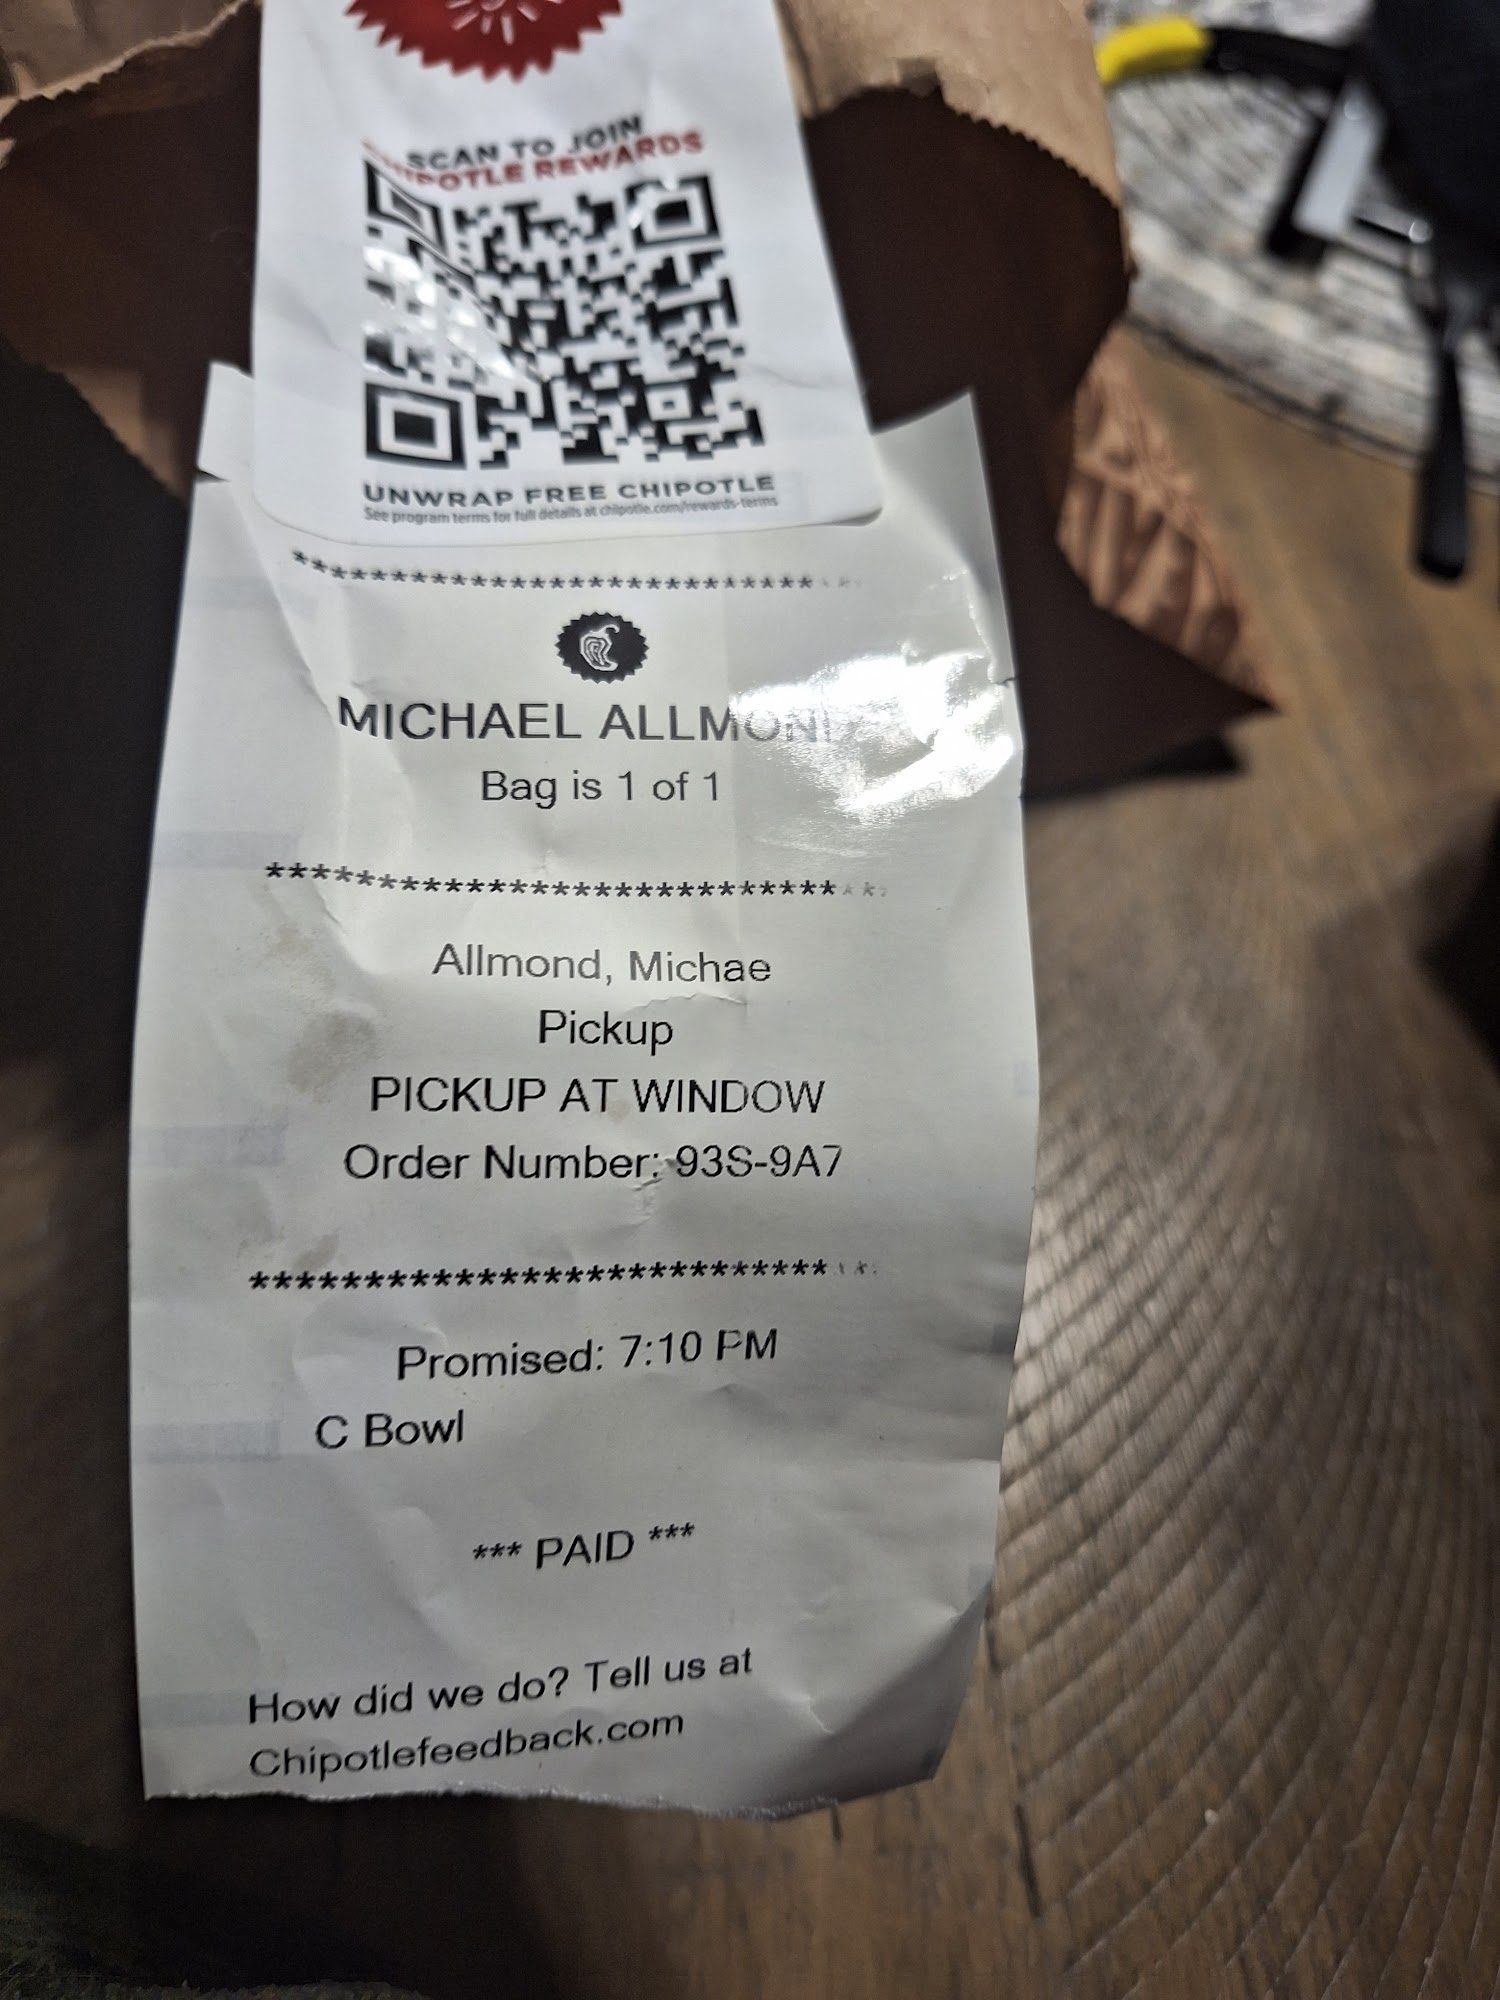 SCAN TO JOIN
CHIPOTLE REWARDS
UNWRAP FREE CHIPOTLE
See program terms for full details at chipotle.com/rewards-terms
*****************************
MICHAEL ALLMOND
Bag is 1 of 1
*****************************
Allmond, Michae
Pickup
PICKUP AT WINDOW
Order Number: 93S-9A7
*****************************
Promised: 7:10 PM
C Bowl
*** PAID ***
How did we do? Tell us at
Chipotlefeedback.com